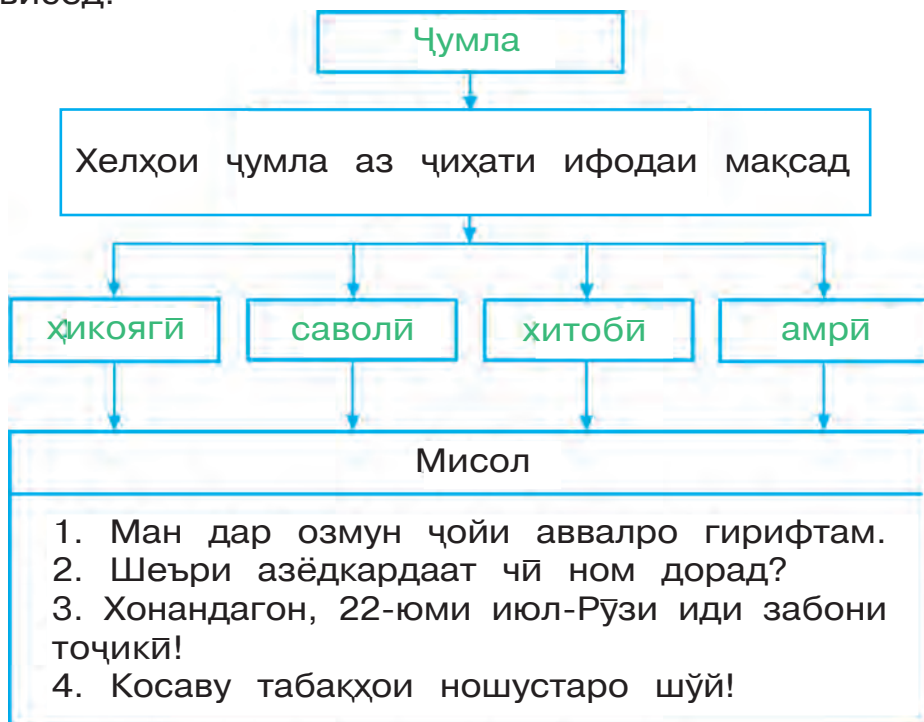 Ҷумла
Хелҳои ҷумла аз ҷиҳати ифодаи мақсад
ҳикоягӣ саволӣ хитобӣ амрӣ
Мисол
1. Ман дар озмун ҷойи аввалро гирифтам.
2. Шеъри азёдкардаат чӣ ном дорад?
3. Хонандагон, 22-юми июл-Рӯзи иди забони
тоҷикӣ!
4. Косаву табақҳои ношустаро шӯй!